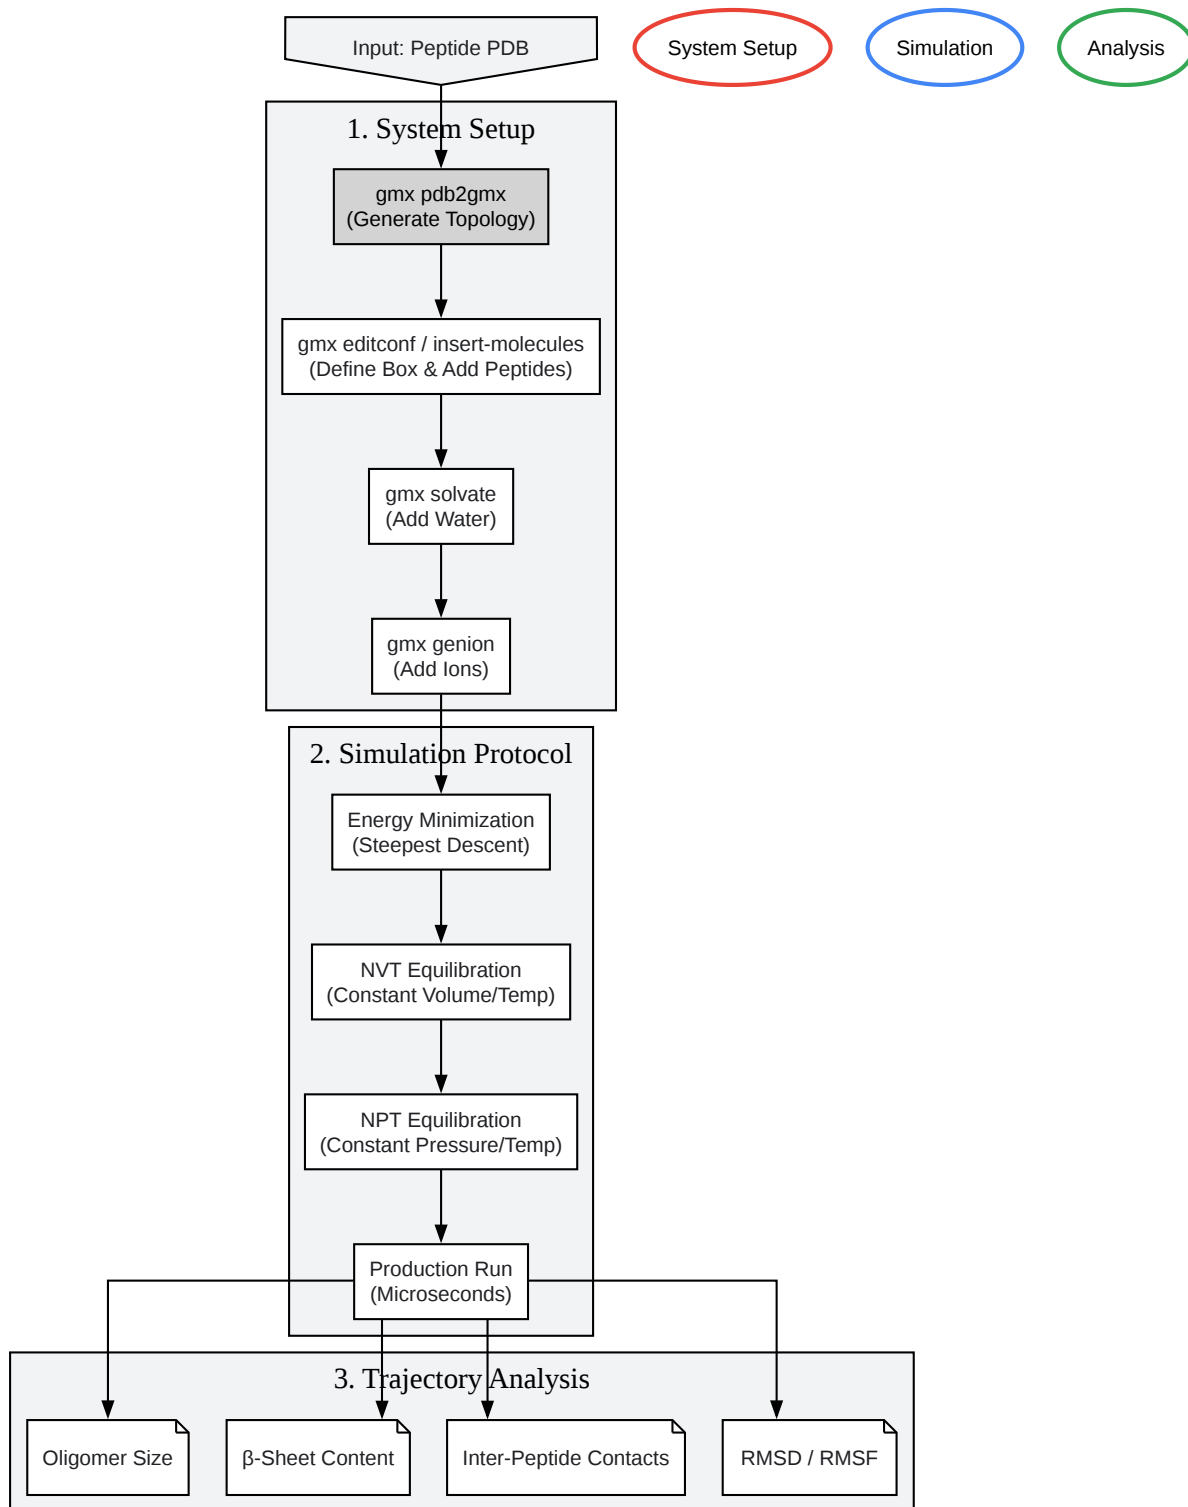 Input: Peptide PDB
System Setup
Simulation
Analysis
1. System Setup
gmx pdb2gmx
(Generate Topology)
gmx editconf / insert-molecules
(Define Box & Add Peptides)
gmx solvate
(Add Water)
gmx genion
(Add Ions)
2. Simulation Protocol
Energy Minimization
(Steepest Descent)
NVT Equilibration
(Constant Volume/Temp)
NPT Equilibration
(Constant Pressure/Temp)
Production Run
(Microseconds)
3. Trajectory Analysis
Oligomer Size
β-Sheet Content
Inter-Peptide Contacts
RMSD / RMSF